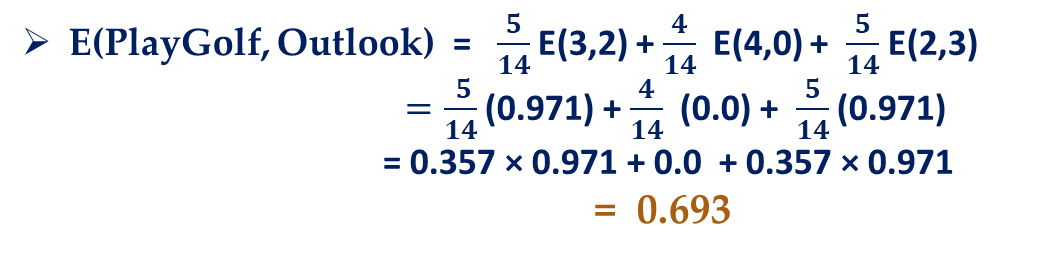 ➢ E(PlayGolf, Outlook) = 5/14 E(3,2) + 4/14 E(4,0) + 5/14 E(2,3)
= 5/14 (0.971) + 4/14 (0.0) + 5/14 (0.971)
= 0.357 × 0.971 + 0.0 + 0.357 × 0.971
= 0.693